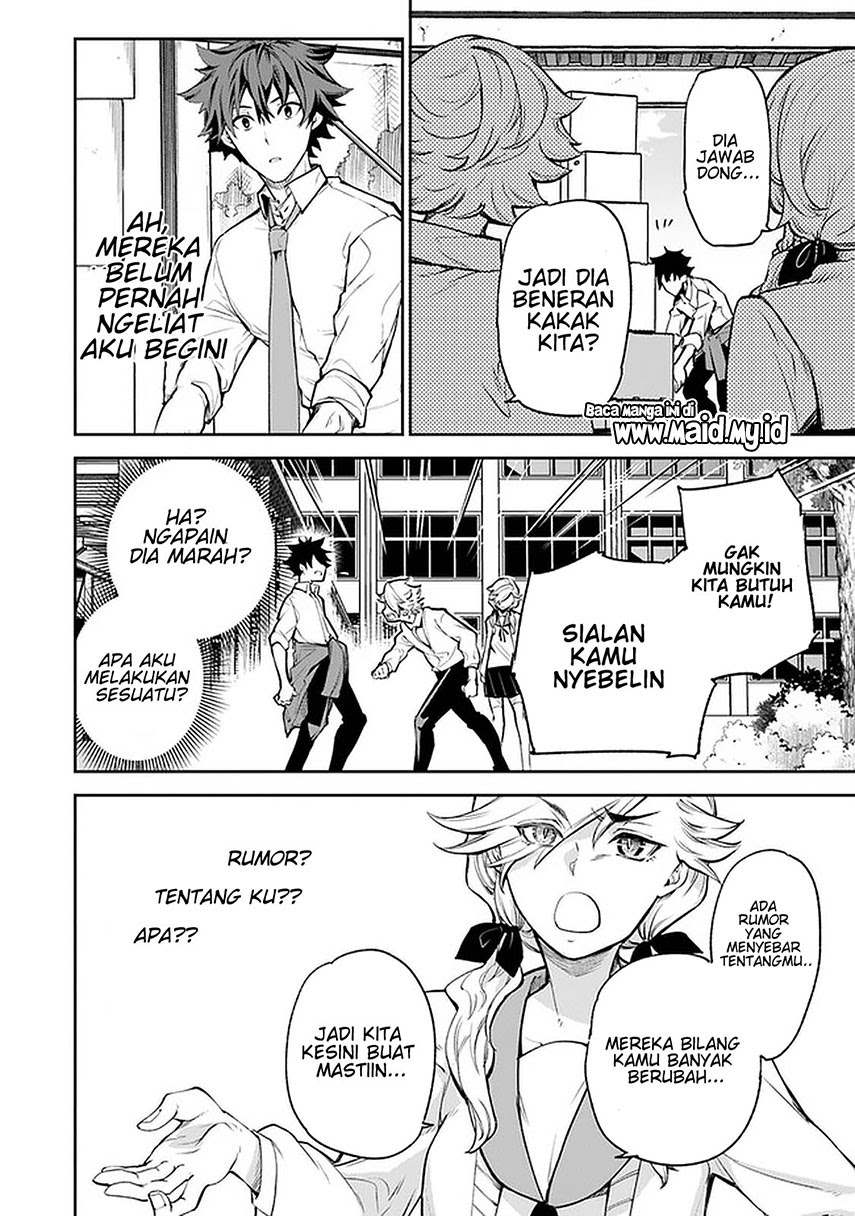 DIA
JAWAB
DONG...
JADI DIA
BENERAN
KAKAK
KITA?
Baca Manga ini di
www.Maid.My.id
AH,
MEREKA
BELUM
PERNAH
NGELIAT
AKU BEGINI
GAK
MUNGKIN
KITA BUTUH
KAMU!
SIALAN
KAMU
NYEBELIN
HA?
NGAPAIN
DIA MARAH?
APA AKU
MELAKUKAN
SESUATU?
ADA
RUMOR
YANG
MENYEBAR
TENTANGMU..
MEREKA BILANG
KAMU BANYAK
BERUBAH...
JADI KITA
KESINI BUAT
MASTIIN...
RUMOR?
TENTANG KU??
APA??